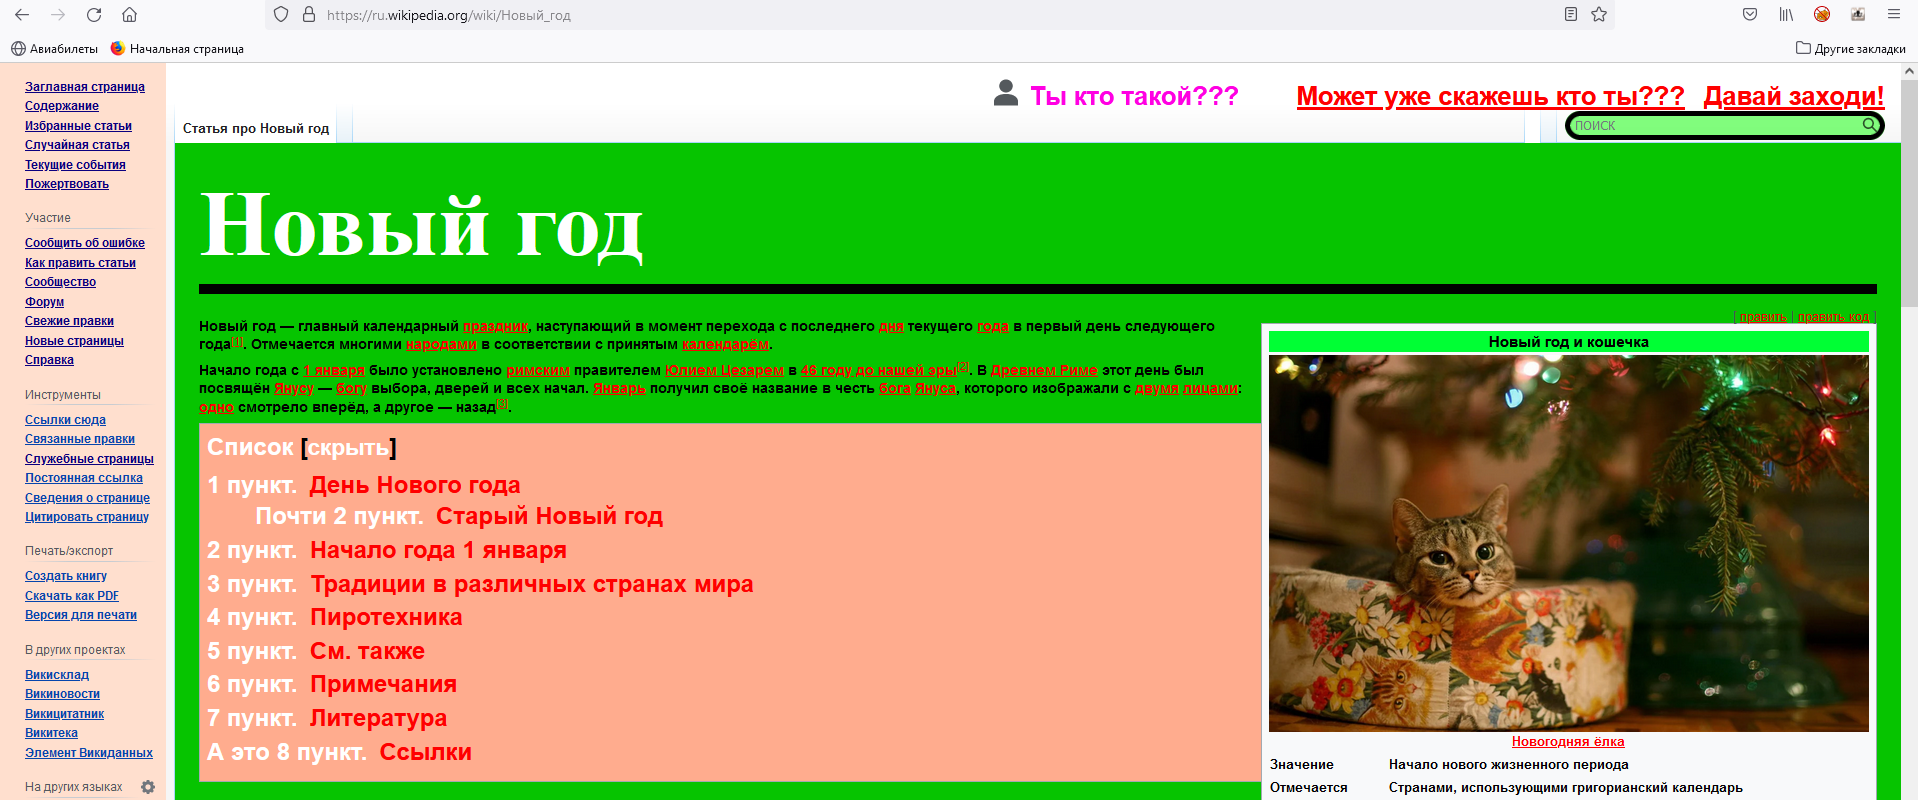 https://ru.wikipedia.org/wiki/Новый_год
Авиабилеты
Начальная страница
Другие закладки
Заглавная страница
Содержание
Избранные статьи
Случайная статья
Текущие события
Пожертвовать
Участие
Сообщить об ошибке
Как править статьи
Сообщество
Форум
Свежие правки
Новые страницы
Справка
Инструменты
Ссылки сюда
Связанные правки
Служебные страницы
Постоянная ссылка
Сведения о странице
Цитировать страницу
Печать/экспорт
Создать книгу
Скачать как PDF
Версия для печати
В других проектах
Викисклад
Викиновости
Викицитатник
Викитека
Элемент Викиданных
На других языках
Ты кто такой???
Может уже скажешь кто ты???
Давай заходи!
Статья про Новый год
ПОИСК
Новый год
[ править | править код ]
Новый год — главный календарный праздник, наступающий в момент перехода с последнего дня текущего года в первый день следующего
года[1]. Отмечается многими народами в соответствии с принятым календарем.
Начало года с 1 января было установлено римским правителем Юлием Цезарем в 46 году до нашей эры[2]. В Древнем Риме этот день был
посвящён Янусу — богу выбора, дверей и всех начал. Январь получил своё название в честь бога Януса, которого изображали с двумя лицами:
одно смотрело вперёд, а другое — назад[3].
Список [скрыть]
1 пункт. День Нового года
Почти 2 пункт. Старый Новый год
2 пункт. Начало года 1 января
3 пункт. Традиции в различных странах мира
4 пункт. Пиротехника
5 пункт. См. также
6 пункт. Примечания
7 пункт. Литература
А это 8 пункт. Ссылки
Новый год и кошечка
Новогодняя ёлка
Значение Начало нового жизненного периода
Отмечается Странами, использующими григорианский календарь